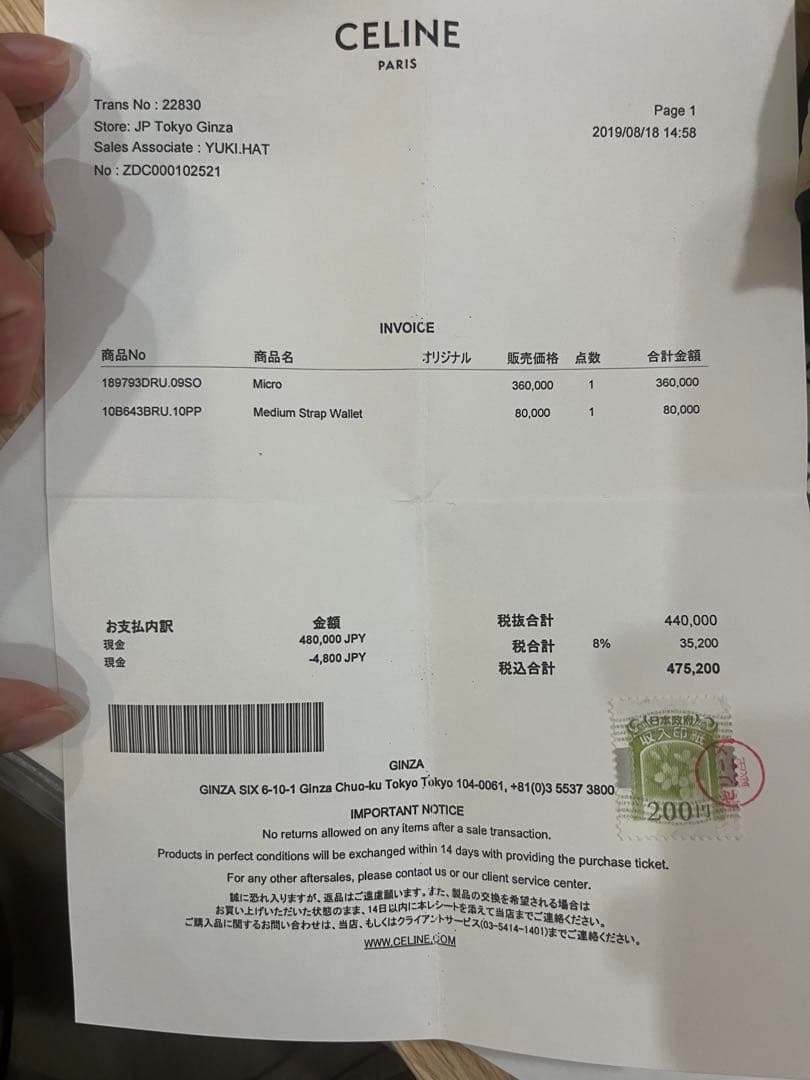 CELINE
PARIS
Trans No : 22830
Page 1
Store: JP Tokyo Ginza
2019/08/18 14:58
Sales Associate : YUKI.HAT
No : ZDC000102521
INVOICE
商品No 商品名 オリジナル 販売価格 点数 合計金額
189793DRU.09SO Micro 360,000 1 360,000
10B643BRU.10PP Medium Strap Wallet 80,000 1 80,000
お支払内訳 金額 税抜合計 440,000
現金 480,000 JPY 税合計 8% 35,200
現金 -4,800 JPY 税込合計 475,200
日本政府
収入印紙
200円
GINZA
GINZA SIX 6-10-1 Ginza Chuo-ku Tokyo Tokyo 104-0061, +81(0)3 5537 3800
IMPORTANT NOTICE
No returns allowed on any items after a sale transaction.
Products in perfect conditions will be exchanged within 14 days with providing the purchase ticket.
For any other aftersales, please contact us or our client service center.
誠に恐れ入りますが、返品はご遠慮願います。また、製品の交換を希望される場合は
お買い上げいただいた状態のまま、14日以内に本レシートを添えて当店までご連絡ください。
ご購入品に関するお問い合わせは、当店、もしくはクライアントサービス(03-5414-1401)までご連絡ください。
WWW.CELINE.COM